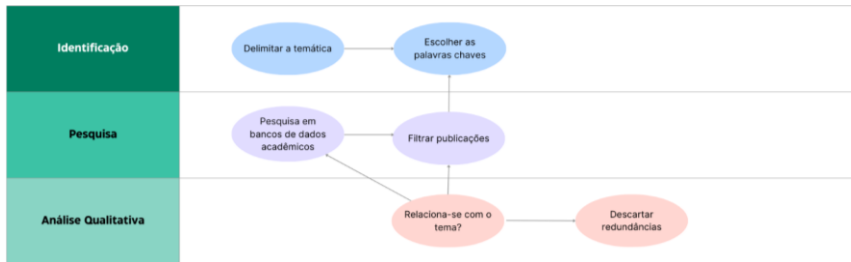 Identificação
Delimitar a temática
Escolher as
palavras chaves
Pesquisa
Pesquisa em
bancos de dados
acadêmicos
Filtrar publicações
Análise Qualitativa
Relaciona-se com o
tema?
Descartar
redundâncias